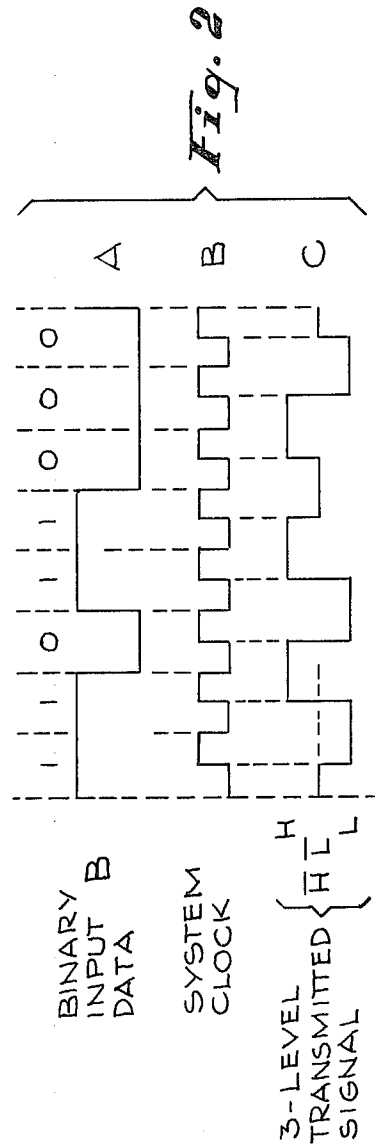 BINARY
INPUT B
DATA
1 1 0 1 1 0 0 0
A
SYSTEM
CLOCK
B
3-LEVEL
TRANSMITTED
SIGNAL
H
H̅ L̅
L
C
Fig. 2